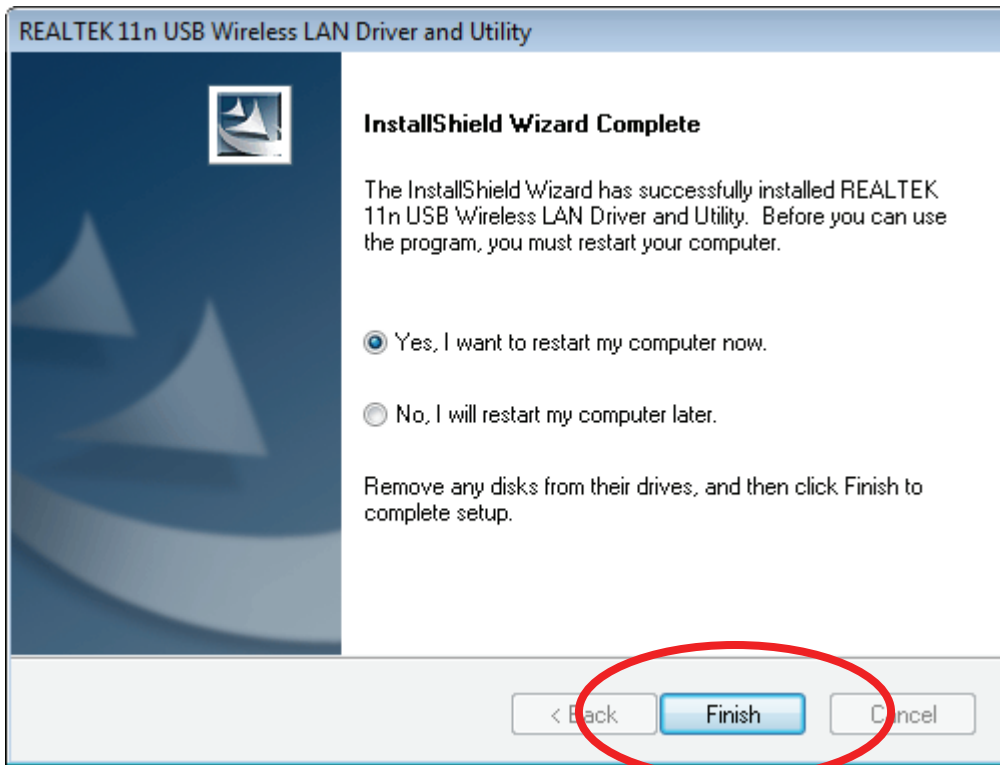 REALTEK 11n USB Wireless LAN Driver and Utility
InstallShield Wizard Complete
The InstallShield Wizard has successfully installed REALTEK
11n USB Wireless LAN Driver and Utility.  Before you can use
the program, you must restart your computer.
Yes, I want to restart my computer now.
No, I will restart my computer later.
Remove any disks from their drives, and then click Finish to
complete setup.
< Back Finish Cancel